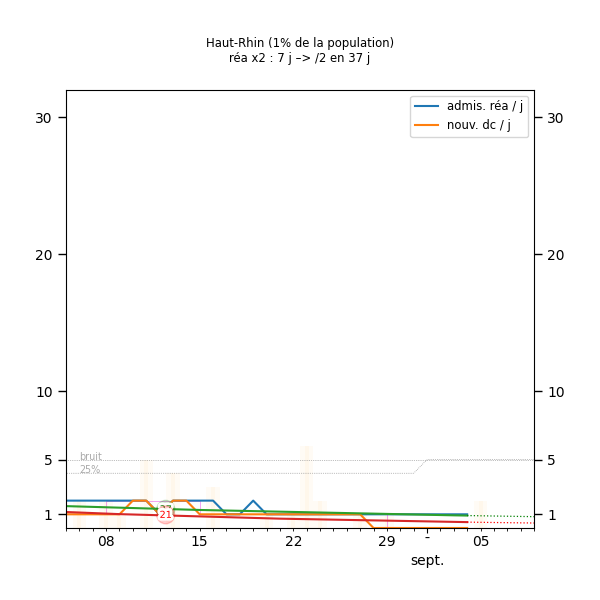 Haut-Rhin (1% de la population)
réa x2 : 7 j –> /2 en 37 j
admis. réa / j
nouv. dc / j
30 30
20 20
10 10
5 5
bruit
25%
1 1
21
08 15 22 29 - 05
sept.